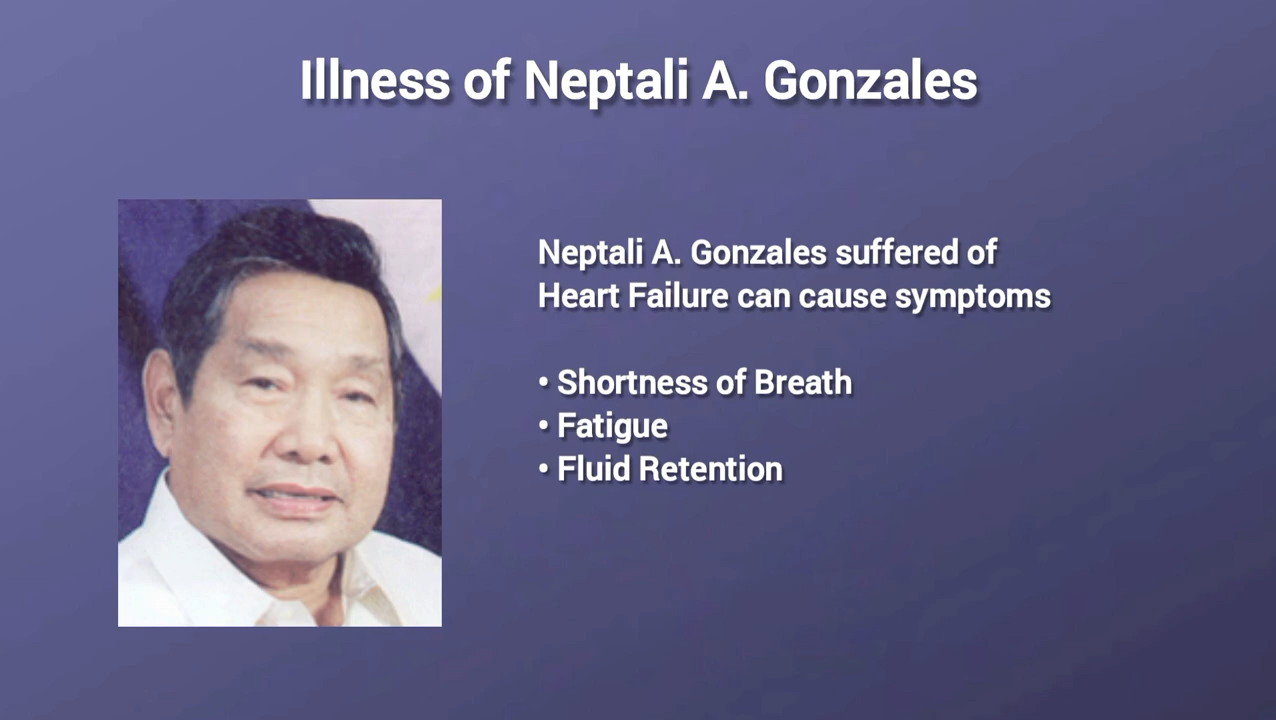 Illness of Neptali A. Gonzales
Neptali A. Gonzales suffered of
Heart Failure can cause symptoms
• Shortness of Breath
• Fatigue
• Fluid Retention